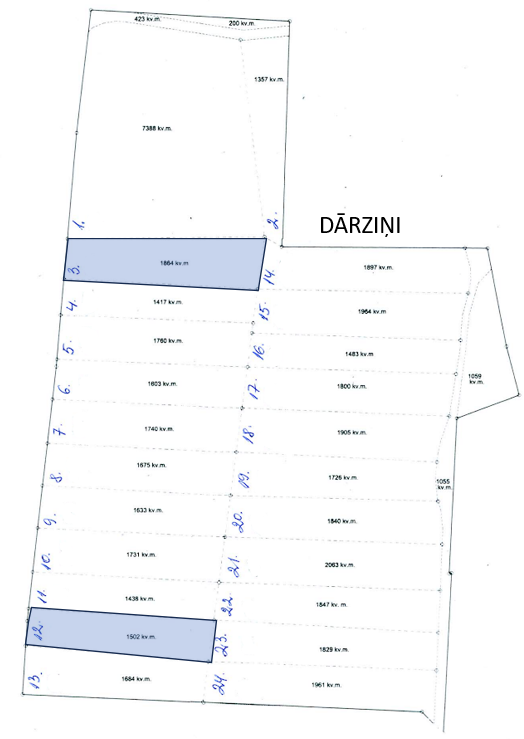 423 kv.m.
200 kv.m.
1357 kv.m.
7388 kv.m.
1. 2.
DĀRZIŅI
3. 1864 kv.m 14. 1897 kv.m.
4. 1417 kv.m. 15. 1964 kv.m
5. 1760 kv.m. 16. 1483 kv.m
6. 1603 kv.m. 17. 1800 kv.m. 1059 kv.m.
7. 1740 kv.m. 18. 1905 kv.m.
8. 1675 kv.m. 19. 1726 kv.m. 1055 kv.m.
9. 1633 kv.m. 20. 1840 kv.m.
10. 1731 kv.m. 21. 2063 kv.m.
11. 1438 kv.m. 22. 1847 kv.m.
12. 1502 kv.m. 23. 1829 kv.m.
13. 1684 kv.m. 24. 1961 kv.m.